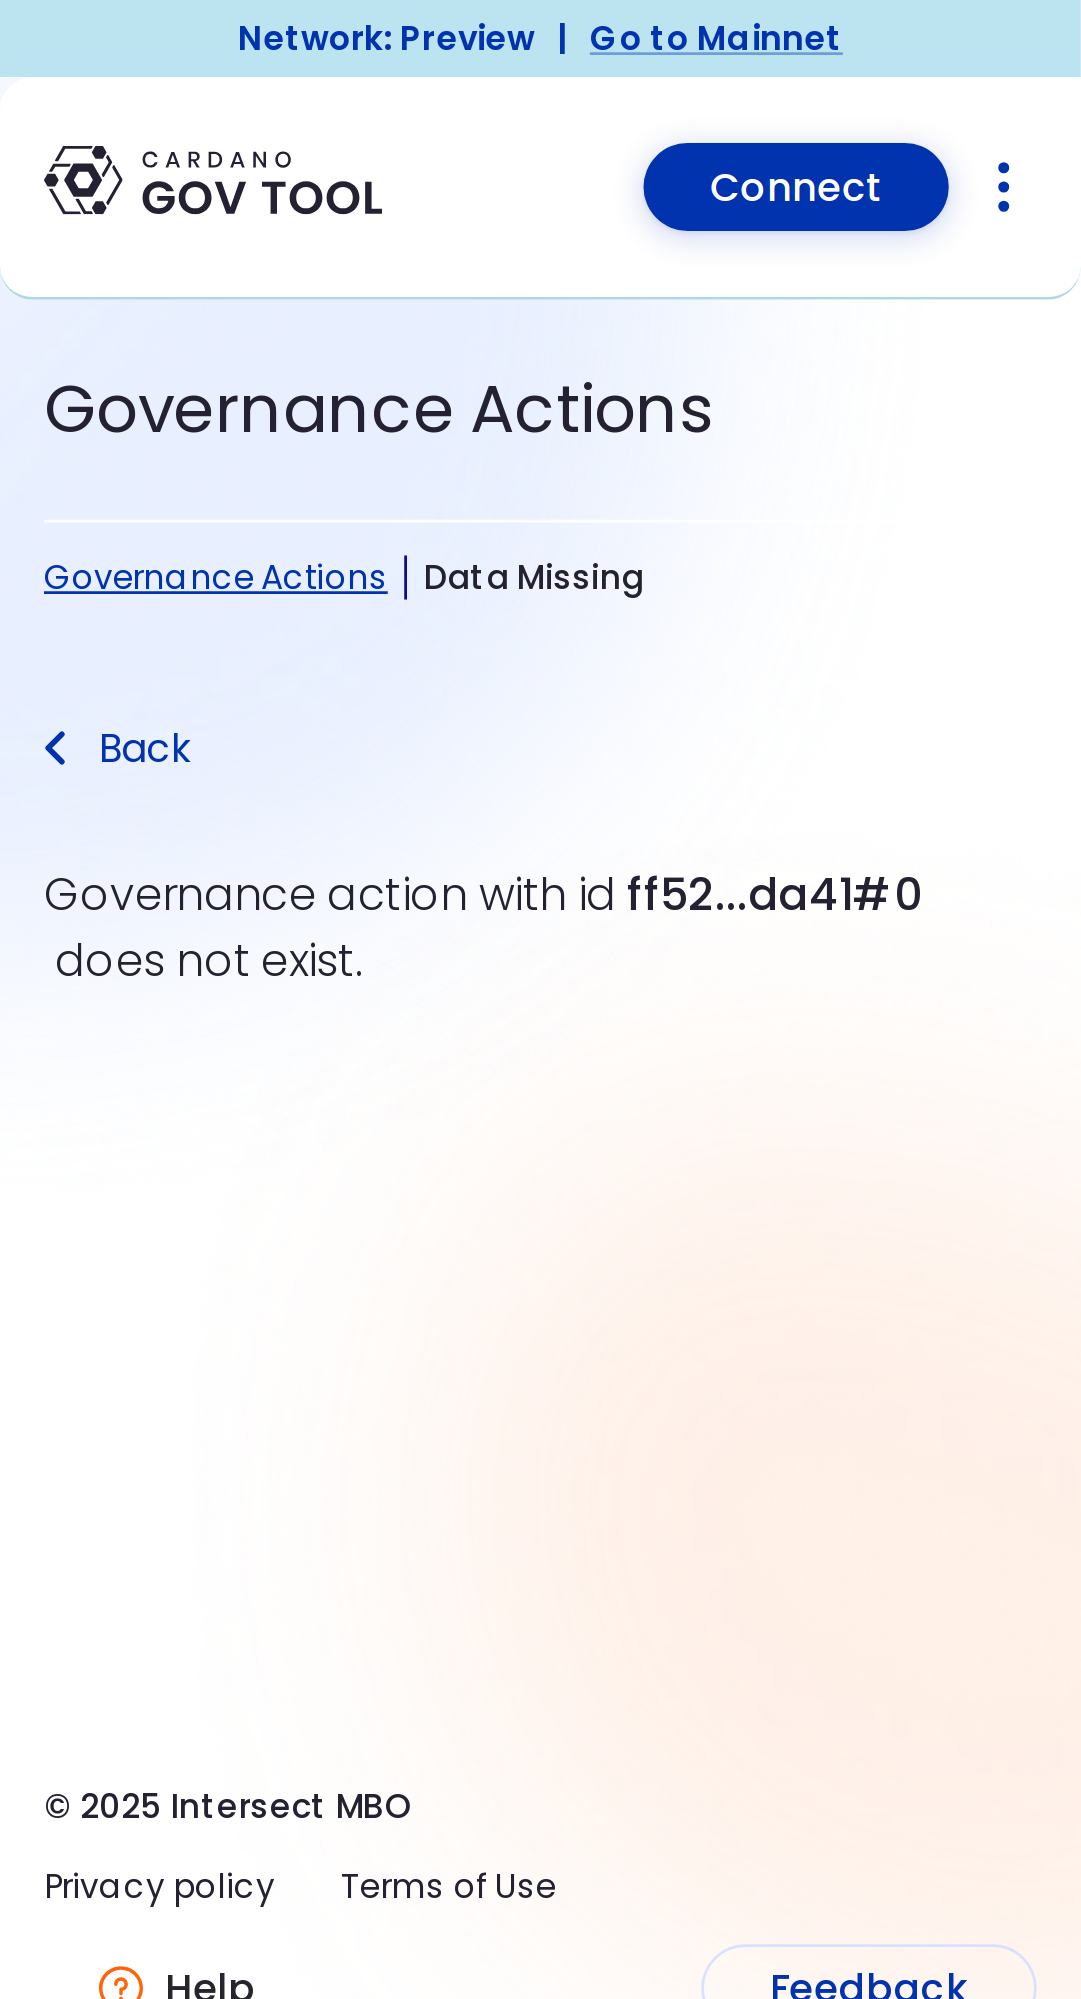 Network: Preview | Go to Mainnet
CARDANO
GOV TOOL
Connect
Governance Actions
Governance Actions | Data Missing
Back
Governance action with id ff52...da41#0
does not exist.
© 2025 Intersect MBO
Privacy policy Terms of Use
Help Feedback